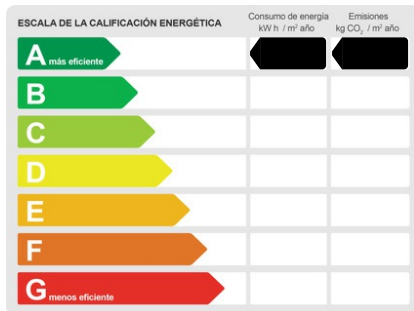 ESCALA DE LA CALIFICACIÓN ENERGÉTICA
Consumo de energía
kW h / m² año
Emisiones
kg CO₂ / m² año
A más eficiente
B
C
D
E
F
G menos eficiente